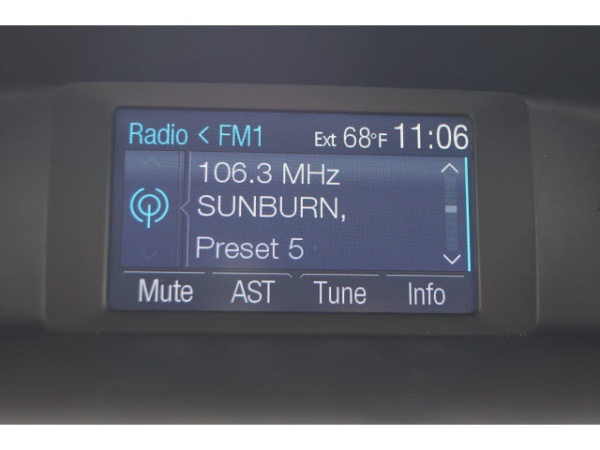 Radio < FM1 Ext 68°F 11:06
106.3 MHz
SUNBURN,
Preset 5
Mute AST Tune Info